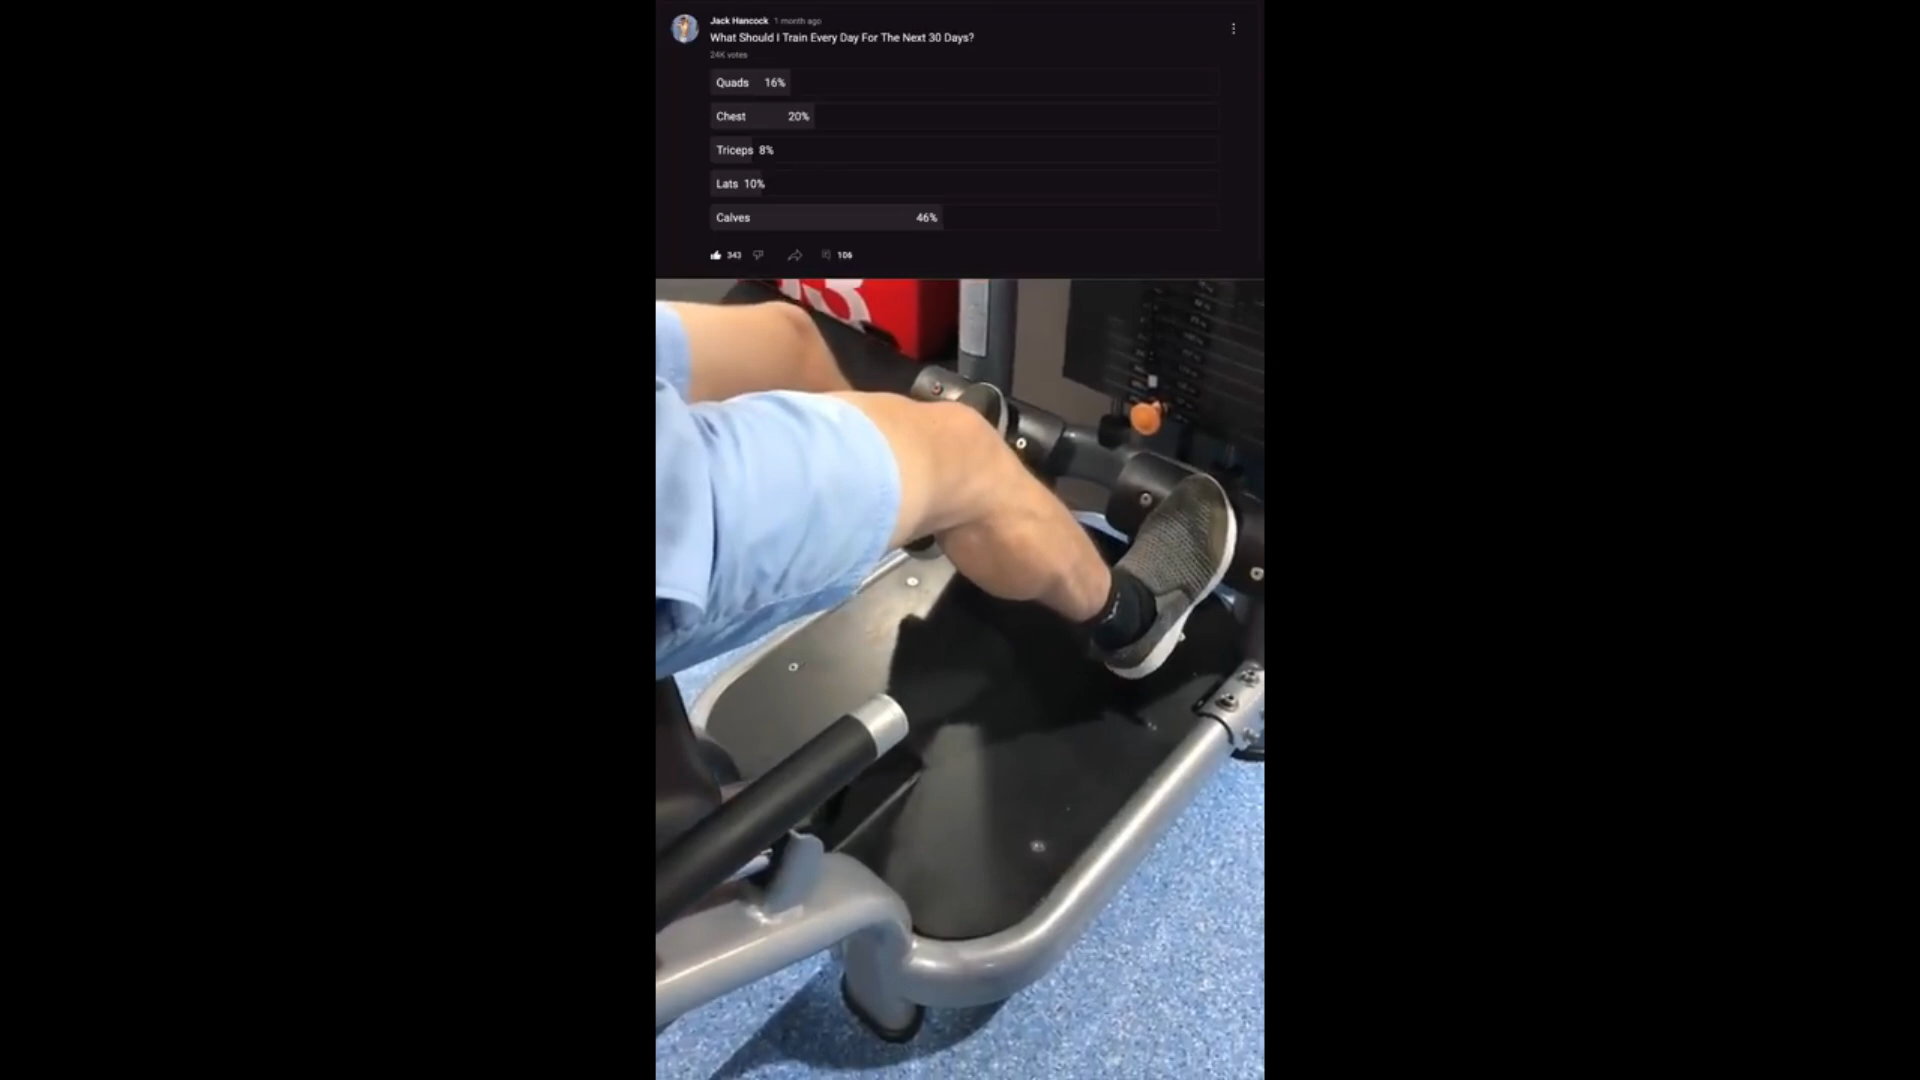 Jack Hancock 1 month ago
What Should I Train Every Day For The Next 30 Days?
24K votes
Quads 16%
Chest 20%
Triceps 8%
Lats 10%
Calves 46%
343 106